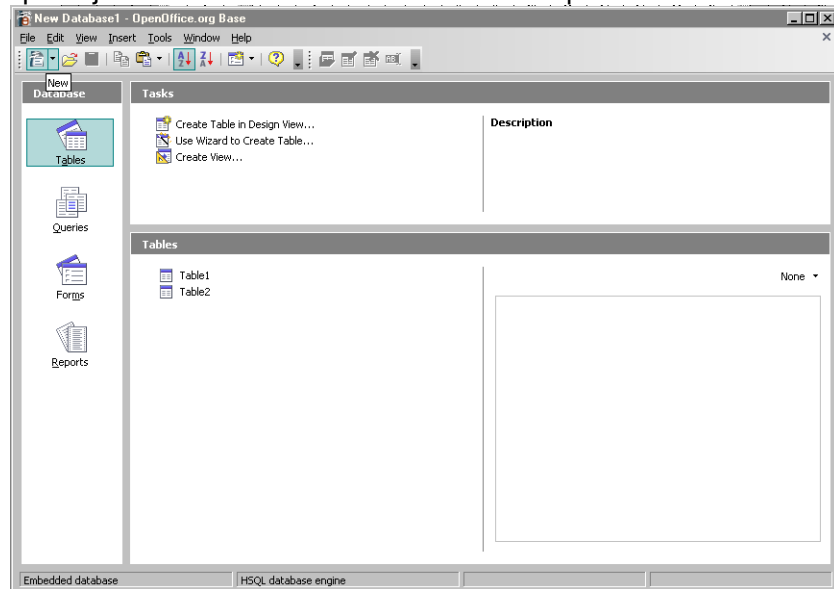 New Database1 - OpenOffice.org Base
File Edit View Insert Tools Window Help
New
Database
Tasks
Create Table in Design View...
Use Wizard to Create Table...
Create View...
Description
Tables
Queries
Forms
Reports
Tables
Table1
Table2
None
Embedded database
HSQL database engine